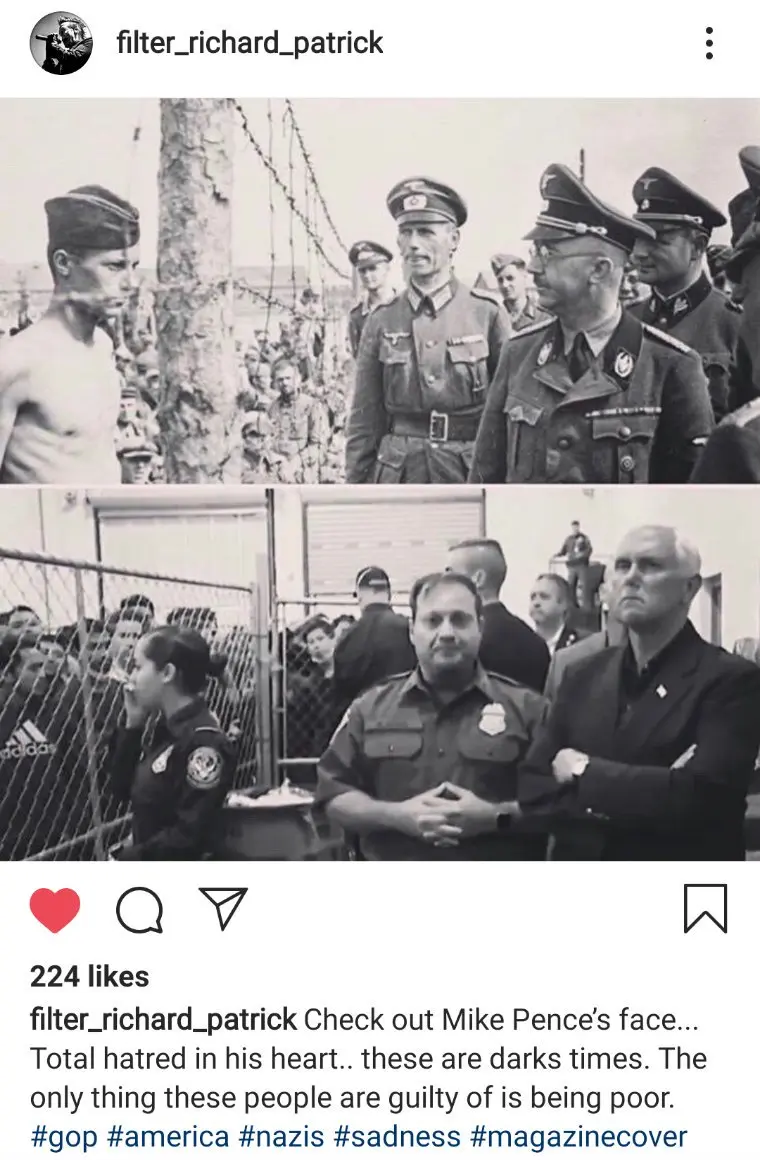 filter_richard_patrick
adidas
224 likes
filter_richard_patrick Check out Mike Pence’s face...
Total hatred in his heart.. these are darks times. The
only thing these people are guilty of is being poor.
#gop #america #nazis #sadness #magazinecover